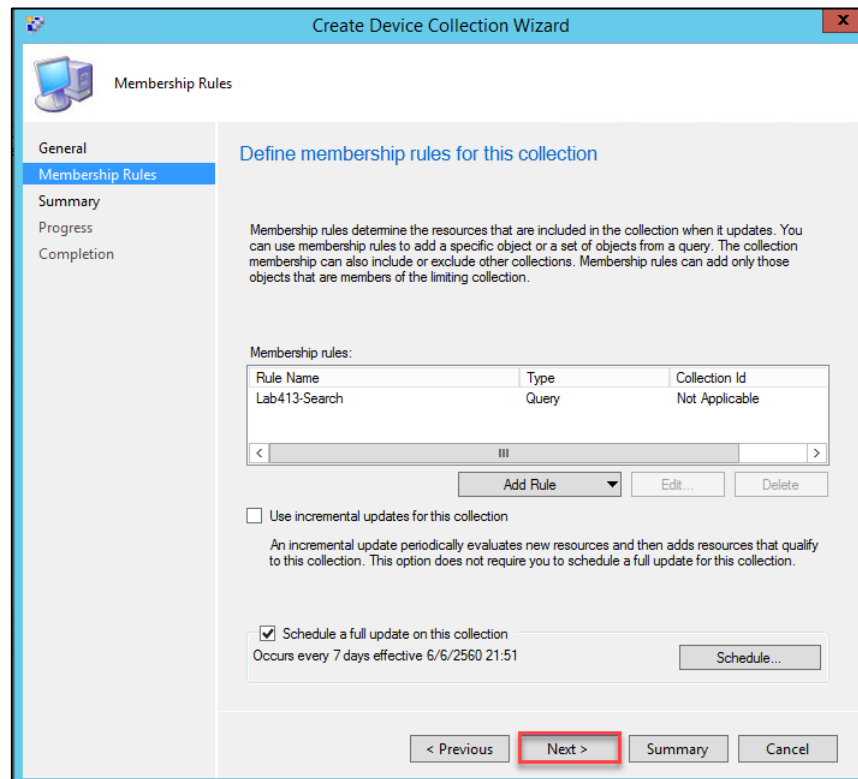 Create Device Collection Wizard
x
Membership Rules
General
Membership Rules
Summary
Progress
Completion
Define membership rules for this collection
Membership rules determine the resources that are included in the collection when it updates. You
can use membership rules to add a specific object or a set of objects from a query. The collection
membership can also include or exclude other collections. Membership rules can add only those
objects that are members of the limiting collection.
Membership rules:
Rule Name Type Collection Id
Lab413-Search Query Not Applicable
Add Rule Edit... Delete
Use incremental updates for this collection
An incremental update periodically evaluates new resources and then adds resources that qualify
to this collection. This option does not require you to schedule a full update for this collection.
Schedule a full update on this collection
Occurs every 7 days effective 6/6/2560 21:51 Schedule...
< Previous Next > Summary Cancel